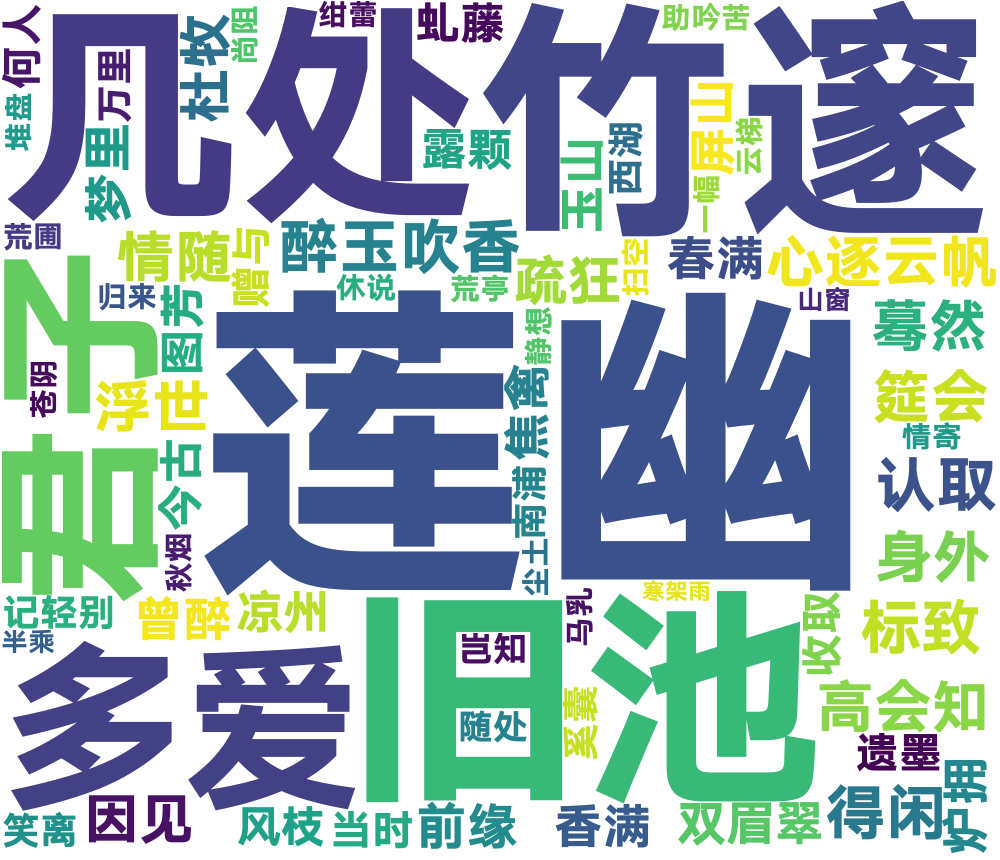 何人
绀蕾
虬藤
助吟苦
几处
竹邃
杜牧
尚阻
堆盘
万里
梦里
露颗
玉山
西湖
屏山
云梯
一幅
荒圃
情随
赠与
醉玉吹香
疏狂
扫空
春满
心逐云帆
归来
休说
荒亭
山窗
君子
图芳
静想
蓦然
苍阴
浮世
莲幽
焦禽
筵会
情寄
今古
南浦
认取
秋烟
尘土
身外
记轻别
曾醉
凉州
旧池
马乳
寒架雨
收取
标致
半乘
多爱
岂知
随处
奚囊
高会知
遗墨
炉拥
笑离
因见
风枝
当时
前缘
香满
双眉翠
得闲